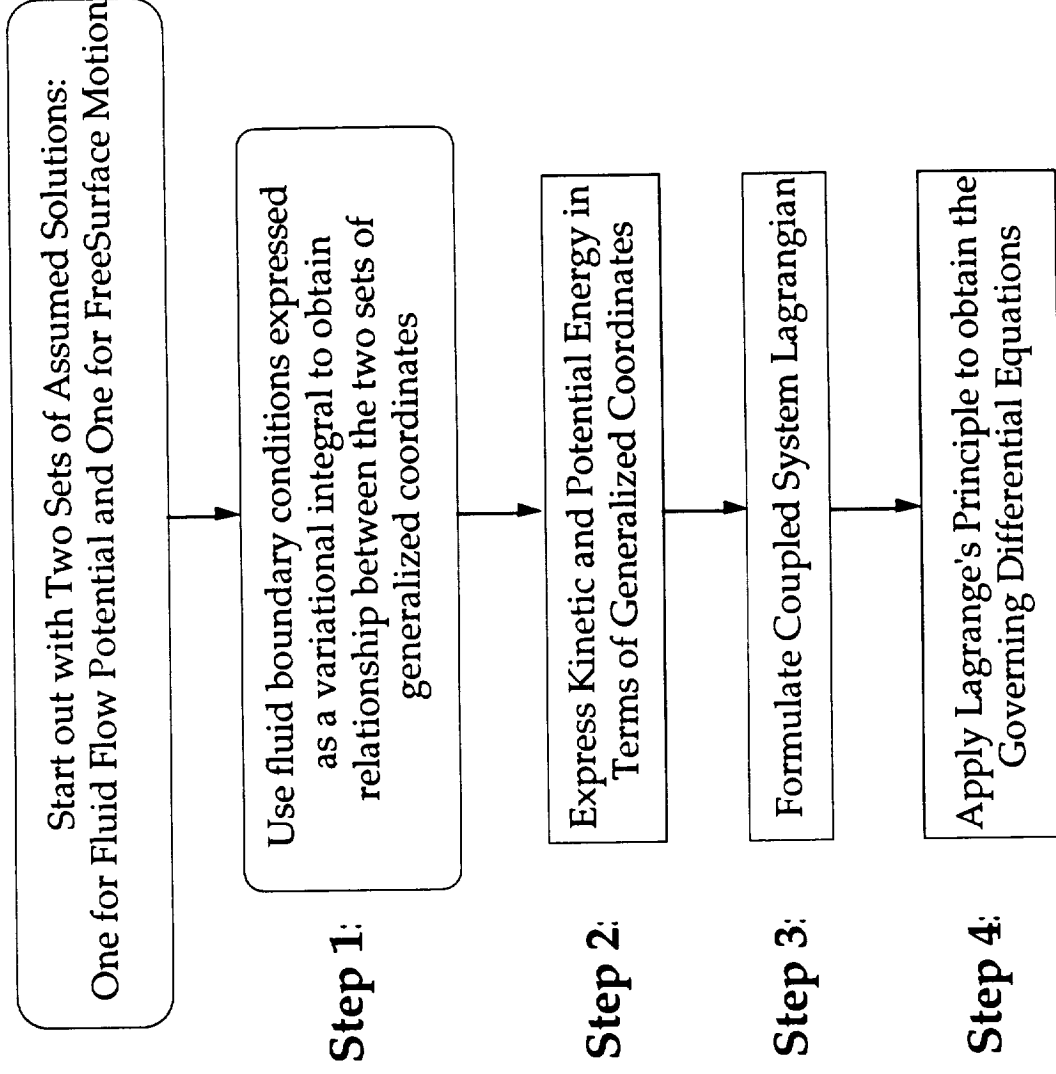 Start out with Two Sets of Assumed Solutions:
One for Fluid Flow Potential and One for FreeSurface Motion
Step 1:
Use fluid boundary conditions expressed
as a variational integral to obtain
relationship between the two sets of
generalized coordinates
Step 2:
Express Kinetic and Potential Energy in
Terms of Generalized Coordinates
Step 3:
Formulate Coupled System Lagrangian
Step 4:
Apply Lagrange's Principle to obtain the
Governing Differential Equations